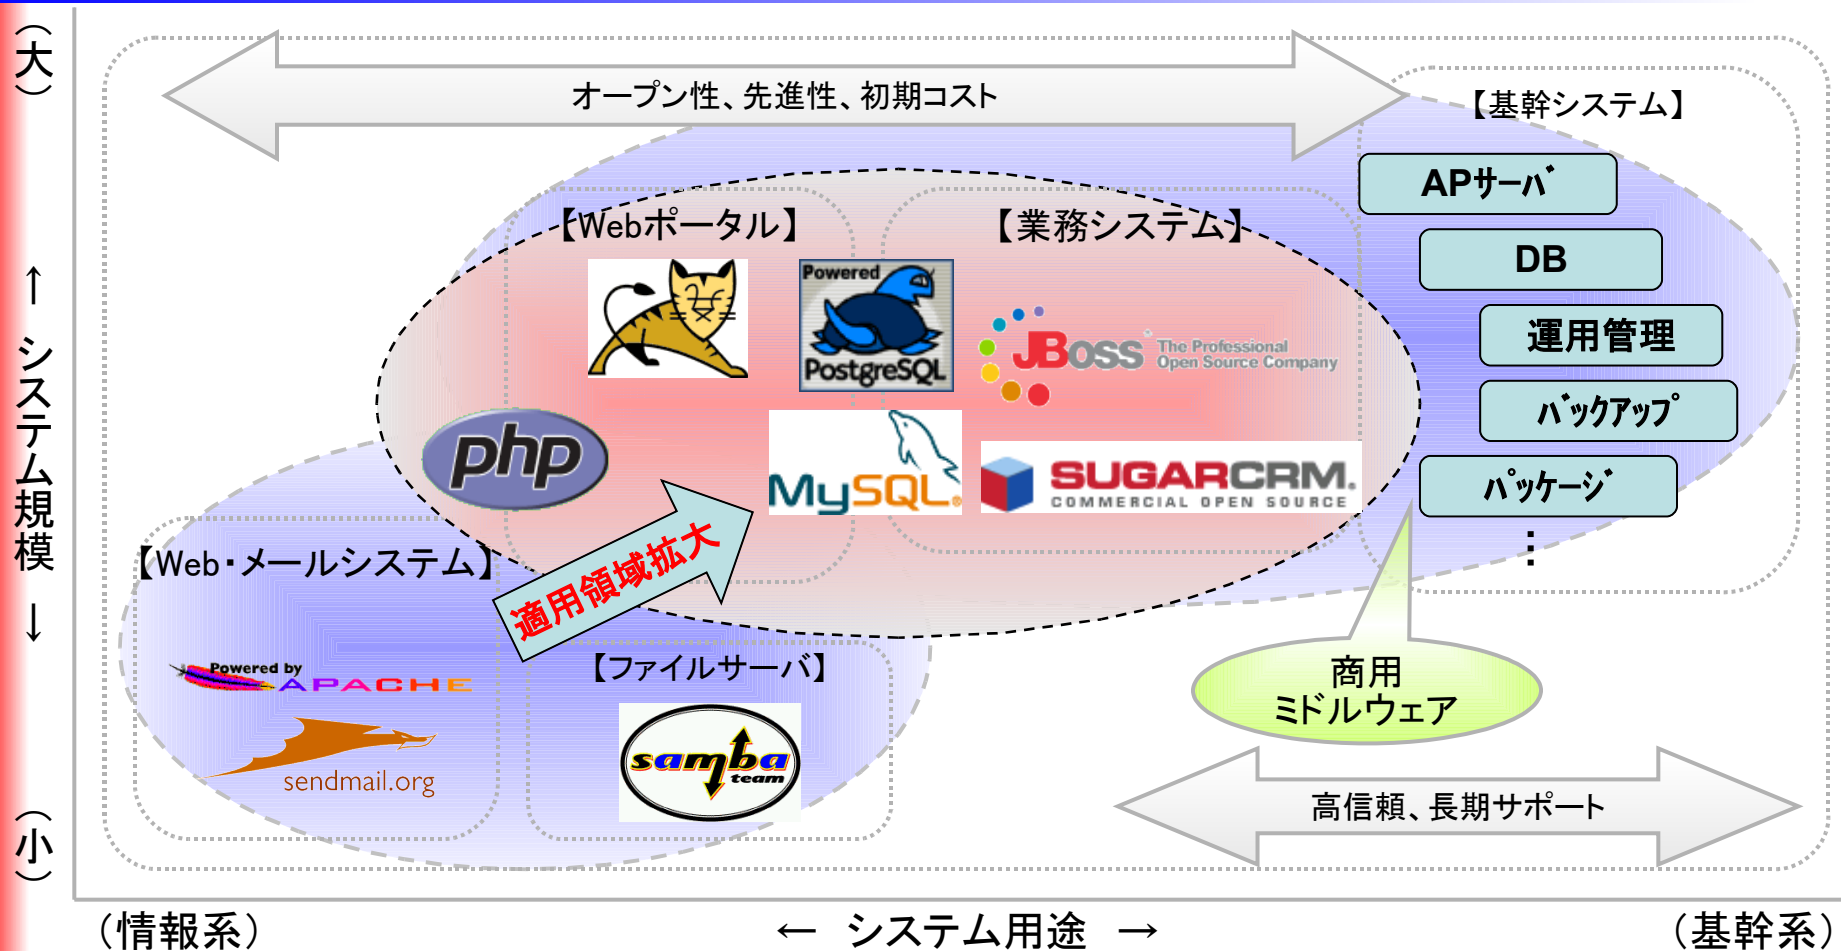 （大）
↑ システム規模 ↓
（小）
オープン性、先進性、初期コスト
【基幹システム】
APサーバ
DB
運用管理
バックアップ
パッケージ
⋮
【Webポータル】
【業務システム】
Powered
PostgreSQL
JBOSS
The Professional
Open Source Company
php
MySQL
SUGARCRM.
COMMERCIAL OPEN SOURCE
適用領域拡大
【Web・メールシステム】
Powered by
APACHE
sendmail.org
【ファイルサーバ】
samba
team
商用
ミドルウェア
高信頼、長期サポート
（情報系）
← システム用途 →
（基幹系）